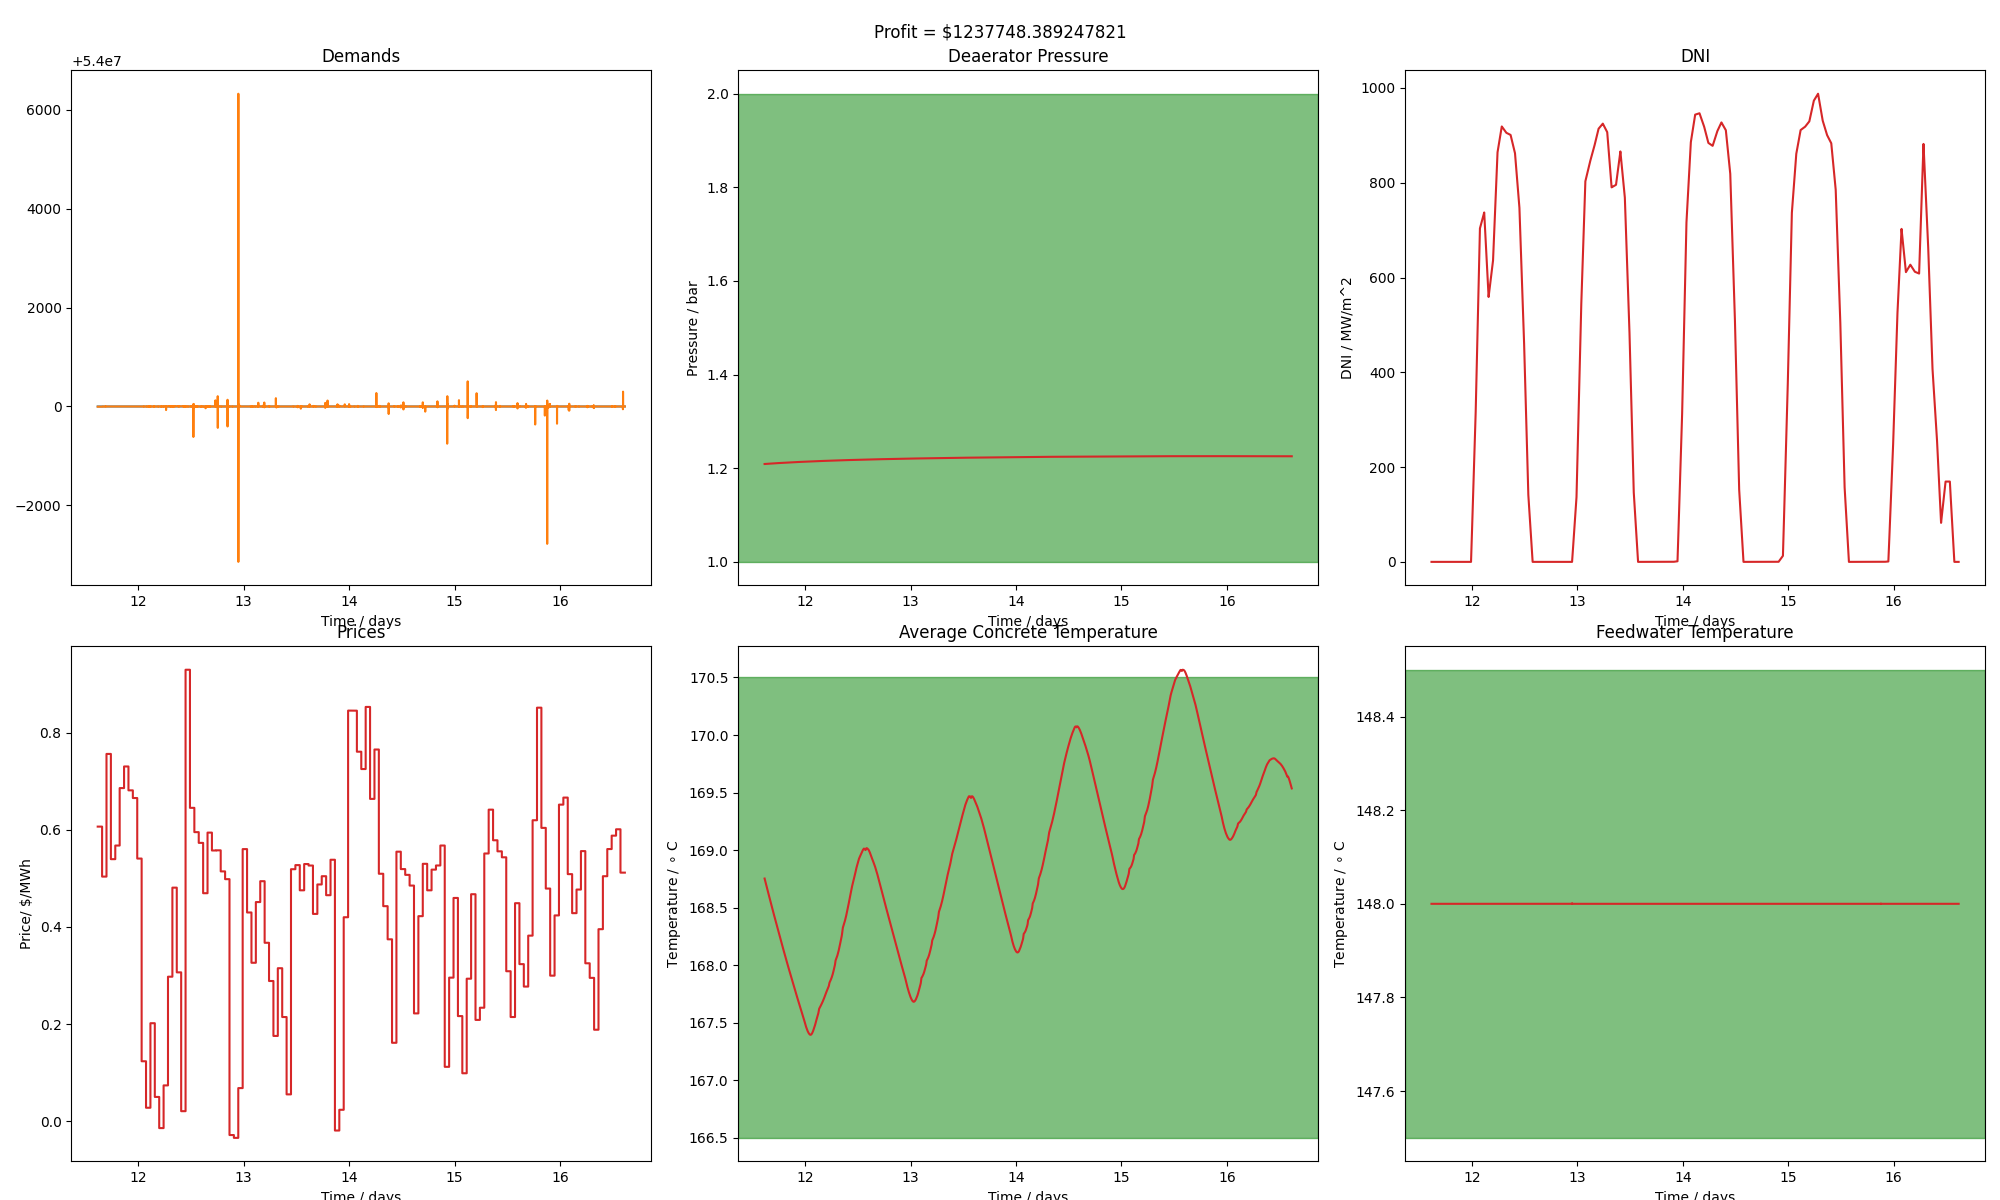 Profit = $1237748.389247821
Demands
+5.4e7
6000
4000
2000
0
−2000
12 13 14 15 16
Time / days
Deaerator Pressure
Pressure / bar
2.0
1.8
1.6
1.4
1.2
1.0
12 13 14 15 16
Time / days
DNI
DNI / MW/m^2
1000
800
600
400
200
0
12 13 14 15 16
Time / days
Prices
Price/ $/MWh
0.8
0.6
0.4
0.2
0.0
12 13 14 15 16
Time / days
Average Concrete Temperature
Temperature / ∘ C
170.5
170.0
169.5
169.0
168.5
168.0
167.5
167.0
166.5
12 13 14 15 16
Time / days
Feedwater Temperature
Temperature / ∘ C
148.4
148.2
148.0
147.8
147.6
12 13 14 15 16
Time / days